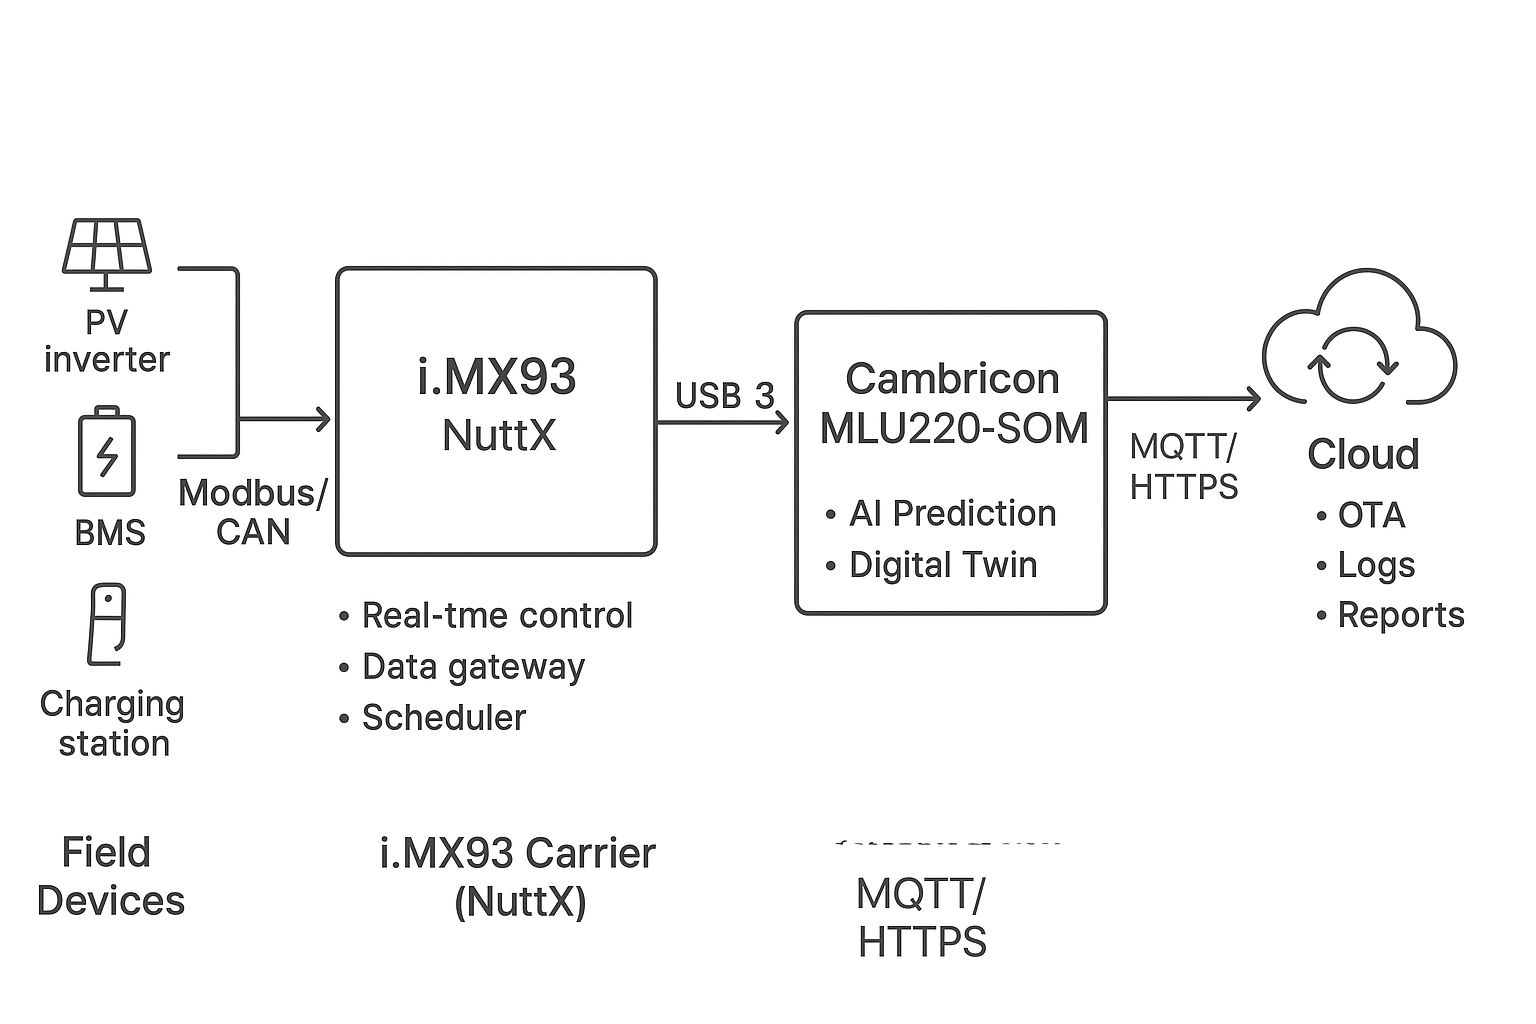 PV
inverter
BMS
Charging
station
Modbus/
CAN
i.MX93
NuttX
• Real-tme control
• Data gateway
• Scheduler
USB 3
Cambricon
MLU220-SOM
• AI Prediction
• Digital Twin
MQTT/
HTTPS
Cloud
• OTA
• Logs
• Reports
Field
Devices
i.MX93 Carrier
(NuttX)
MQTT/
HTTPS